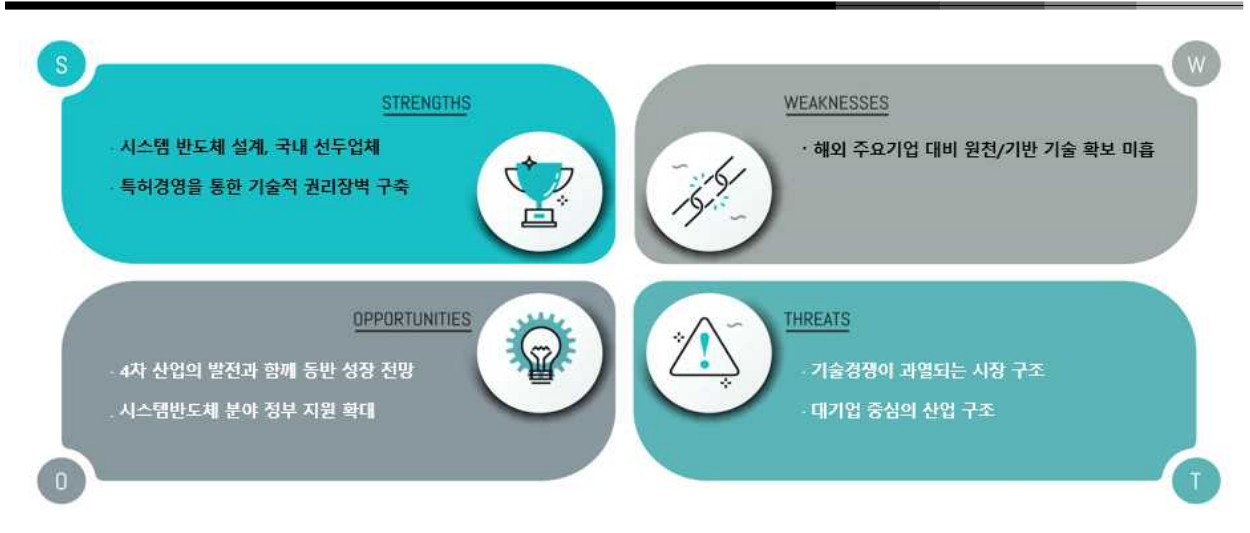 S
STRENGTHS
· 시스템 반도체 설계, 국내 선두업체
· 특허경영을 통한 기술적 권리장벽 구축
W
WEAKNESSES
· 해외 주요기업 대비 원천/기반 기술 확보 미흡
OPPORTUNITIES
· 4차 산업의 발전과 함께 동반 성장 전망
. 시스템반도체 분야 정부 지원 확대
O
THREATS
· 기술경쟁이 과열되는 시장 구조
· 대기업 중심의 산업 구조
T